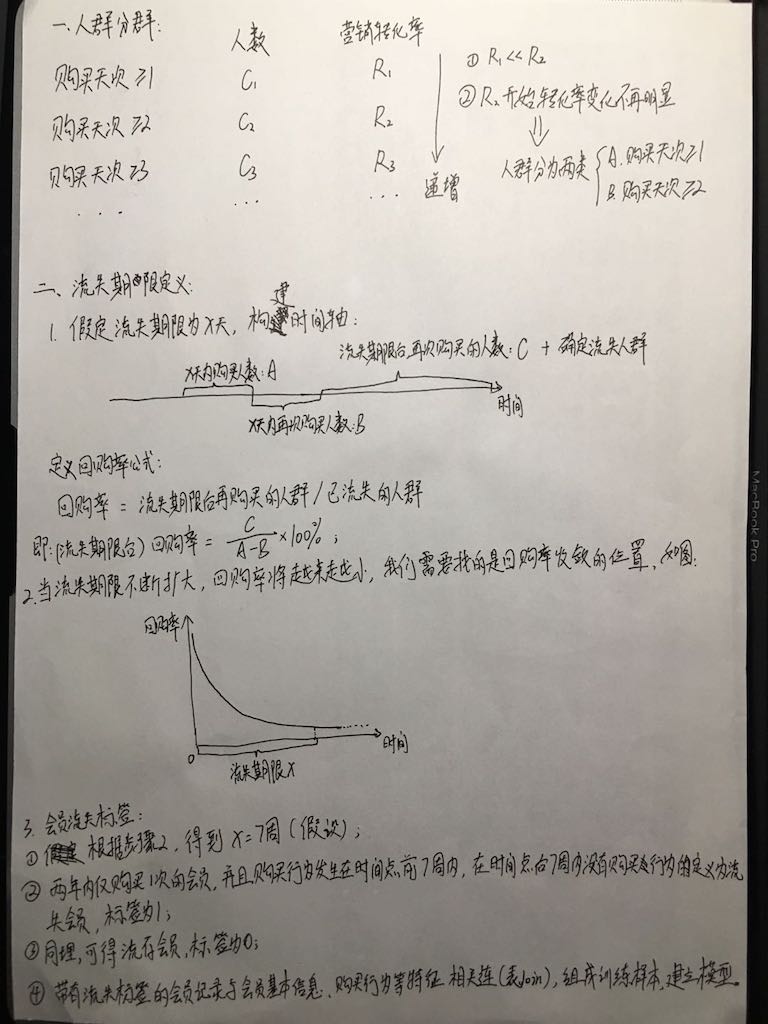 一、人群分群:
人数 营销转化率
购买天次≥1 C₁ R₁
购买天次≥2 C₂ R₂
购买天次≥3 C₃ R₃
... ... ...
递增
① R₁<<R₂
② R₂开始转化率变化不再明显
⇓
人群分为两类 { A. 购买天次≥1
B. 购买天次≥2
二、流失期限定义:
1. 假定流失期限为X天, 构建时间轴:
流失期限后再次购买的人数: C + 确定流失人群
X天内购买人数: A
时间
X天内再次购买人数: B
定义回购率公式:
回购率 = 流失期限后再购买的人群 / 已流失的人群
即: (流失期限后) 回购率 = C/(A-B) ×100%;
2. 当流失期限不断扩大, 回购率将越来越小, 我们需要找的是回购率收敛的位置, 如图:
回购率
0
时间
流失期限X
3. 会员流失标签:
① 根据步骤2, 得到 X=7周 (假设);
② 两年内仅购买1次的会员, 并且购买行为发生在时间点前7周内, 在时间点后7周内没有购买行为的定义为流
失会员, 标签为1;
③ 同理, 可得流存会员, 标签为0;
④ 带有流失标签的会员记录与会员基本信息、购买行为等特征 相关连 (表Join), 组成训练样本, 建立模型。
MacBook Pro